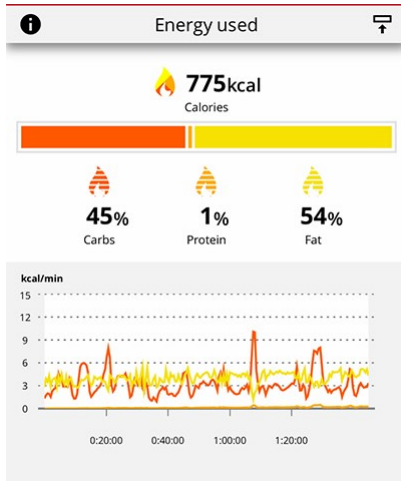 Energy used
775kcal
Calories
45% 1% 54%
Carbs Protein Fat
kcal/min
15
12
9
6
3
0
0:20:00 0:40:00 1:00:00 1:20:00